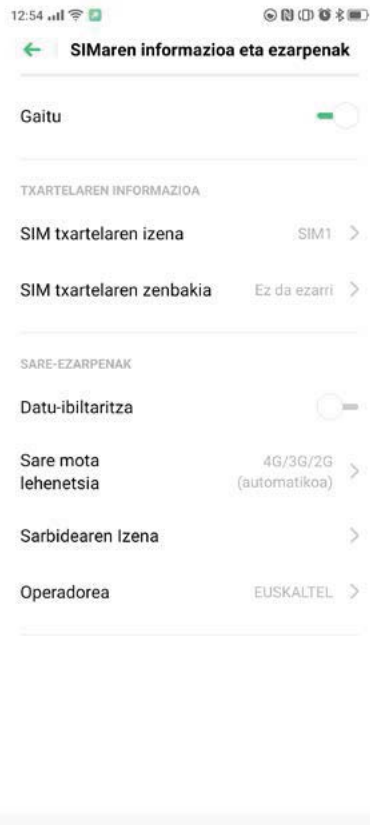 12:54
SIMaren informazioa eta ezarpenak
Gaitu
TXARTELAREN INFORMAZIOA
SIM txartelaren izena SIM1
SIM txartelaren zenbakia Ez da ezarri
SARE-EZARPENAK
Datu-ibiltaritza
Sare mota 4G/3G/2G
lehenetsia (automatikoa)
Sarbidearen Izena
Operadorea EUSKALTEL